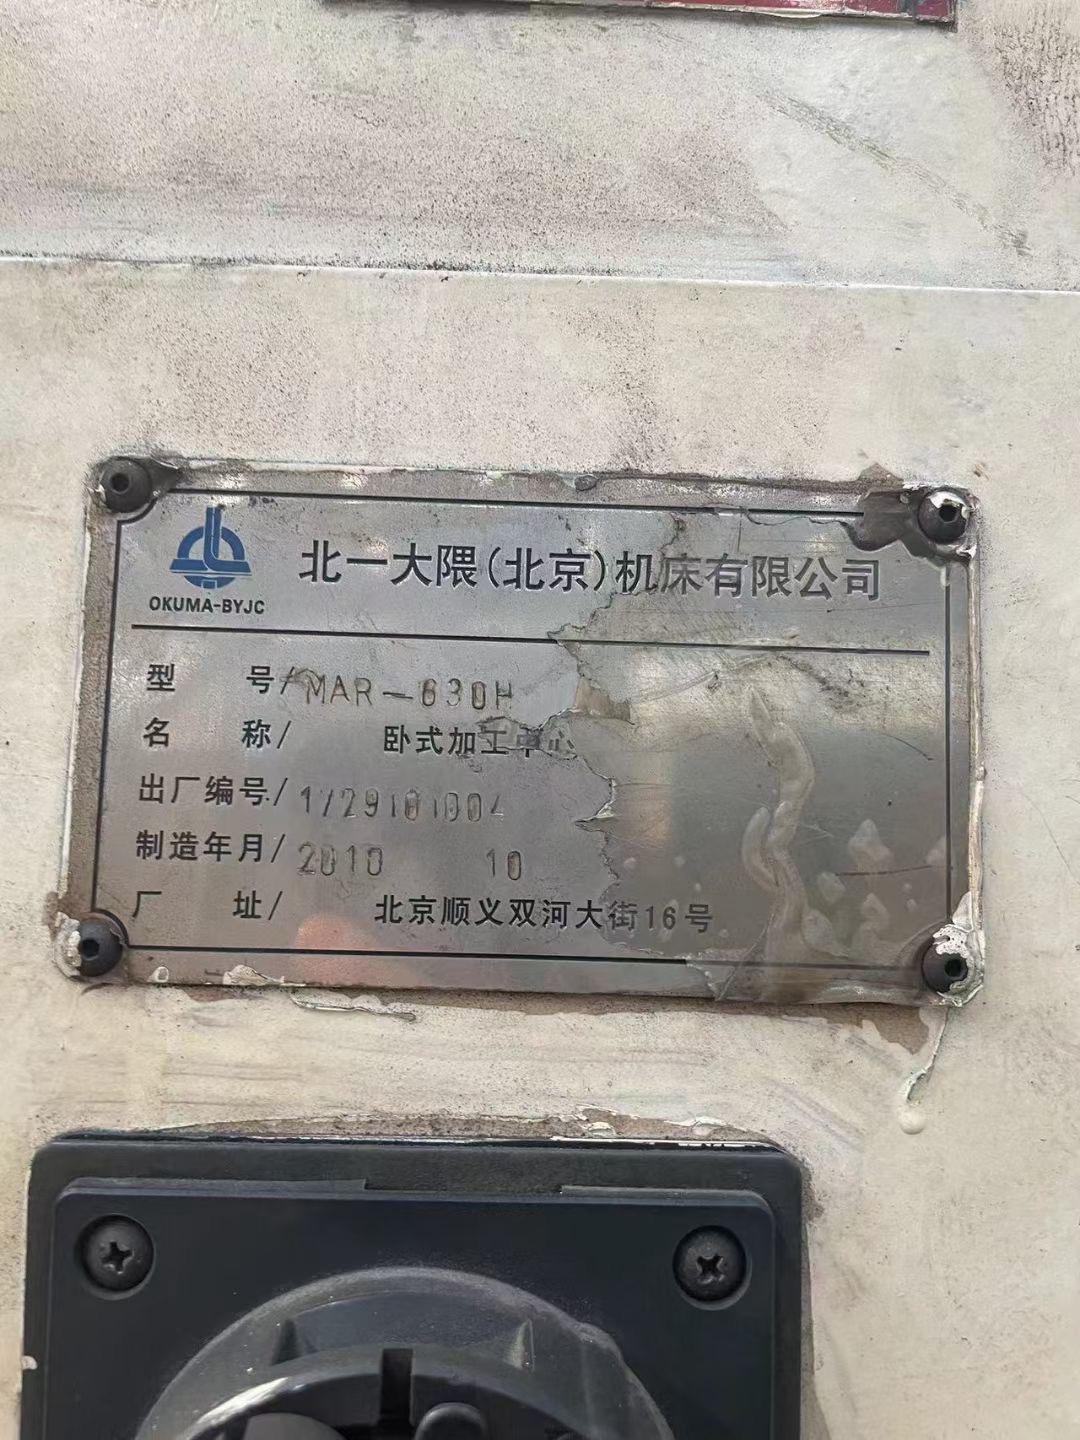 北一大隈(北京)机床有限公司
OKUMA-BYJC
型 号/MAR-630H
名 称/ 卧式加工中心
出厂编号/1729101004
制造年月/2010 10
厂 址/ 北京顺义双河大街16号